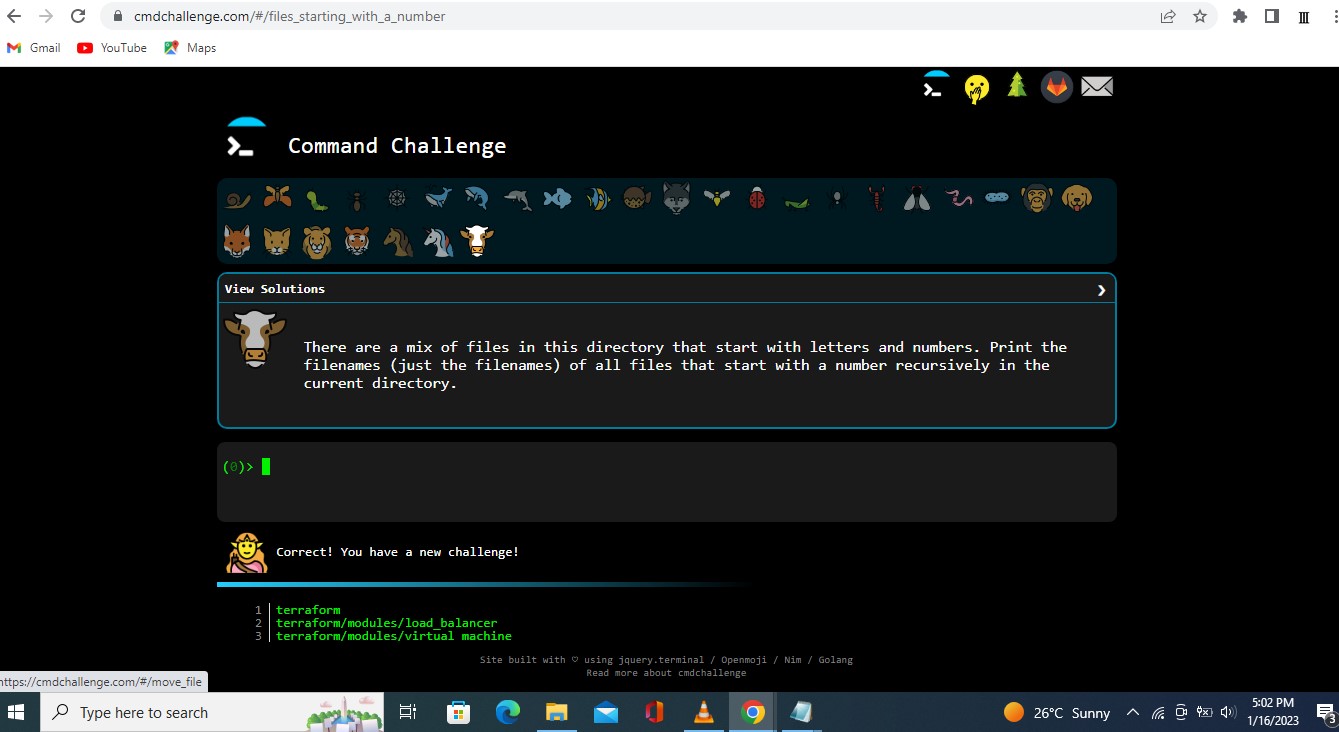 cmdchallenge.com/#/files_starting_with_a_number
Gmail YouTube Maps
Command Challenge
View Solutions
There are a mix of files in this directory that start with letters and numbers. Print the
filenames (just the filenames) of all files that start with a number recursively in the
current directory.
(0)>
Correct! You have a new challenge!
1 terraform
2 terraform/modules/load_balancer
3 terraform/modules/virtual machine
Site built with ♡ using jquery.terminal / Openmoji / Nim / Golang
Read more about cmdchallenge
https://cmdchallenge.com/#/move_file
Type here to search
26°C Sunny
5:02 PM
1/16/2023
3